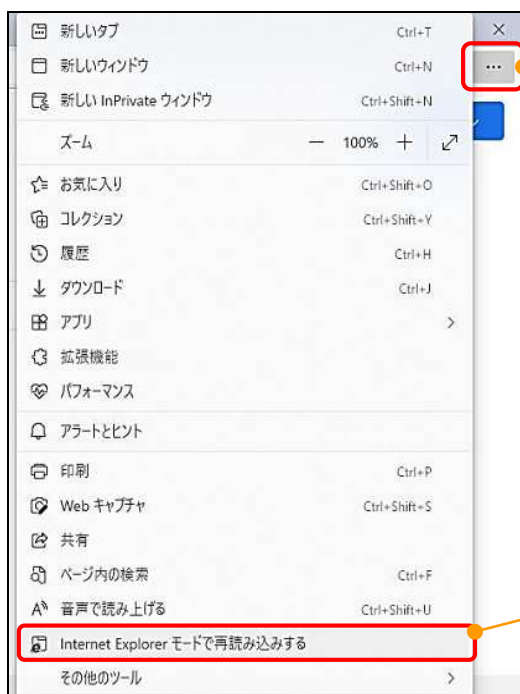 新しいタブ Ctrl+T
新しいウィンドウ Ctrl+N
新しい InPrivate ウィンドウ Ctrl+Shift+N
ズーム — 100% +
お気に入り Ctrl+Shift+O
コレクション Ctrl+Shift+Y
履歴 Ctrl+H
ダウンロード Ctrl+J
アプリ
拡張機能
パフォーマンス
アラートとヒント
印刷 Ctrl+P
Web キャプチャ Ctrl+Shift+S
共有
ページ内の検索 Ctrl+F
音声で読み上げる Ctrl+Shift+U
Internet Explorer モードで再読み込みする
その他のツール